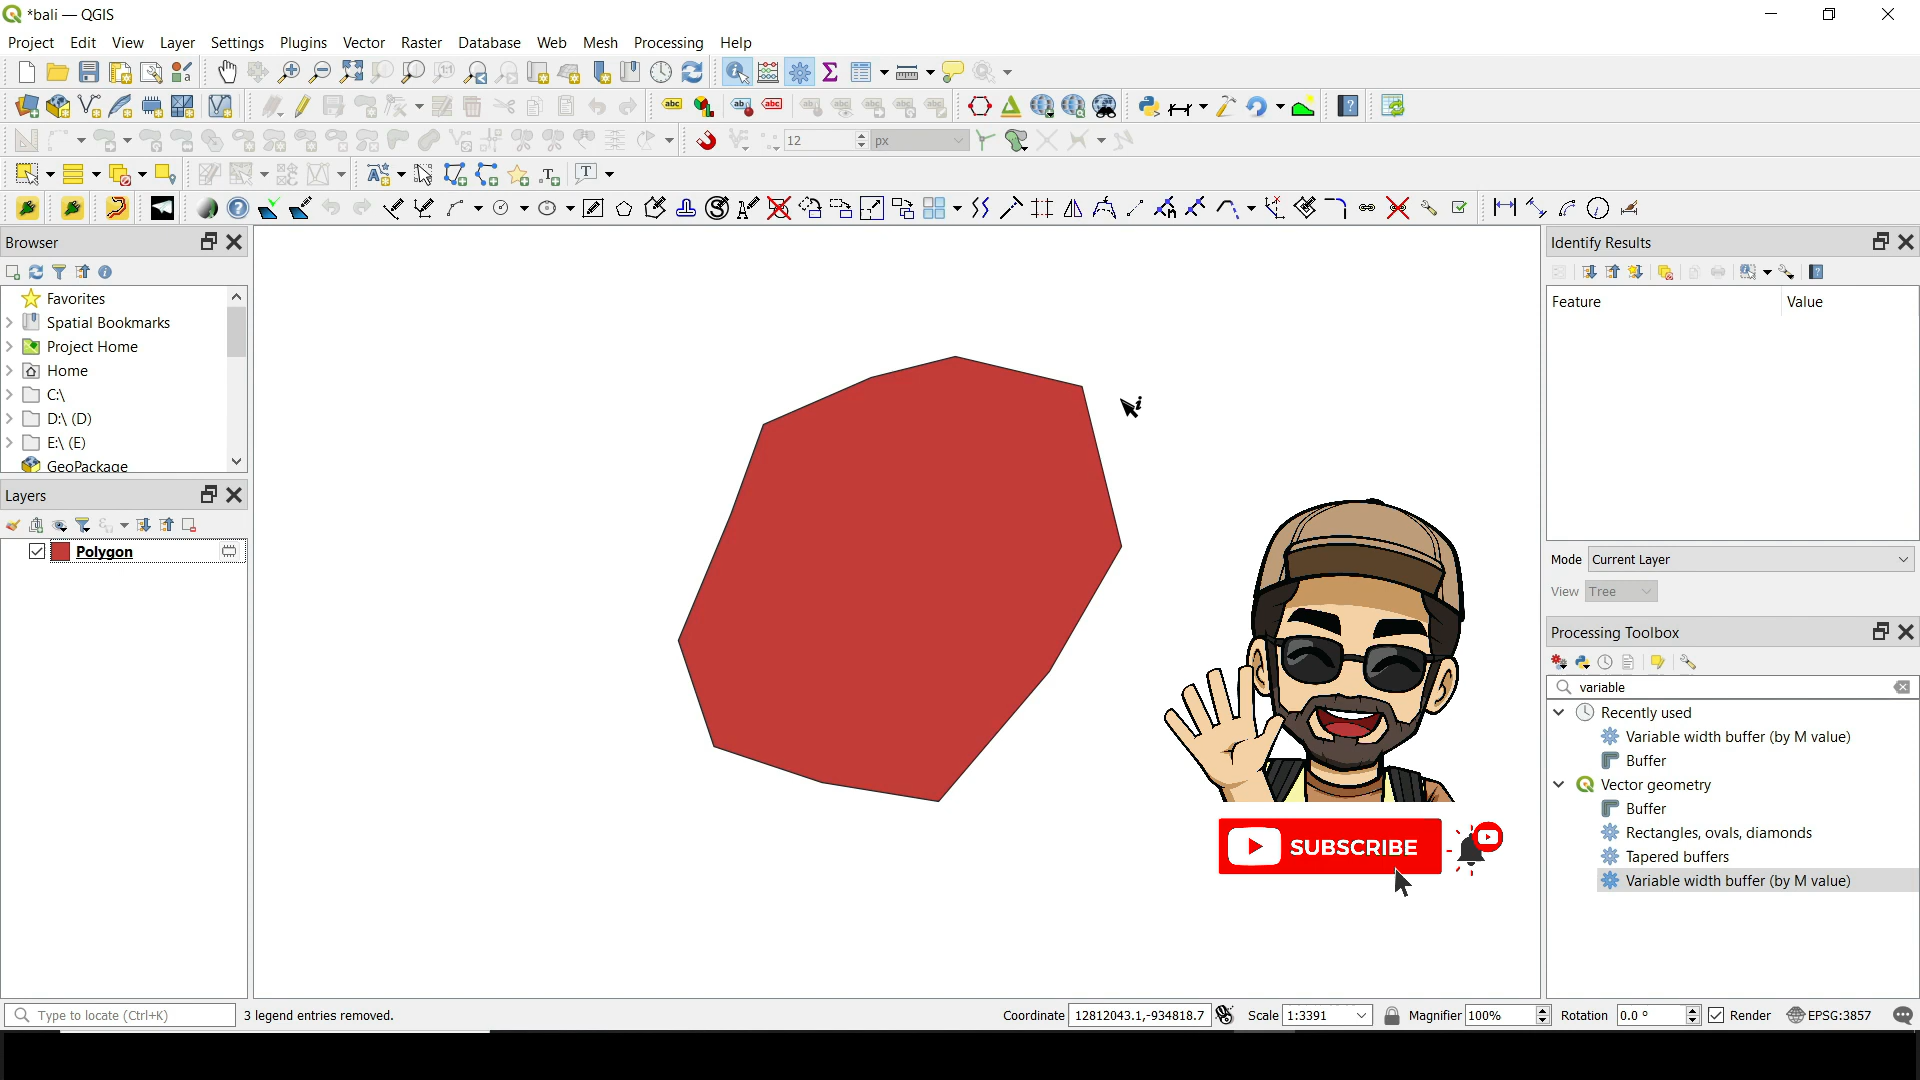 *bali — QGIS
Project Edit View Layer Settings Plugins Vector Raster Database Web Mesh Processing Help
12 px
Browser
Favorites
Spatial Bookmarks
Project Home
Home
C:\
D:\ (D)
E:\ (E)
GeoPackage
Layers
Polygon
Identify Results
Feature Value
Mode Current Layer
View Tree
Processing Toolbox
variable
Recently used
Variable width buffer (by M value)
Buffer
Vector geometry
Buffer
Rectangles, ovals, diamonds
Tapered buffers
Variable width buffer (by M value)
SUBSCRIBE
Type to locate (Ctrl+K) 3 legend entries removed. Coordinate 12812043.1,-934818.7 Scale 1:3391 Magnifier 100% Rotation 0.0 ° Render EPSG:3857